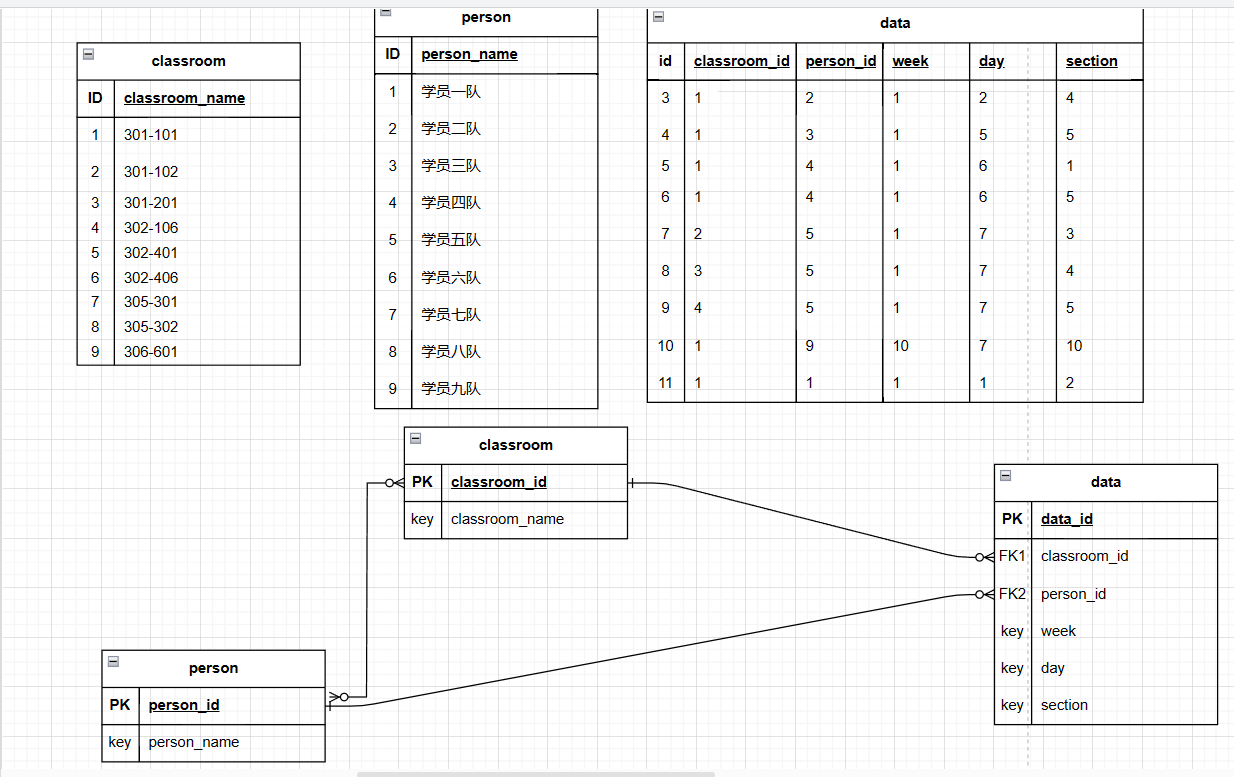 classroom
ID classroom_name
1 301-101
2 301-102
3 301-201
4 302-106
5 302-401
6 302-406
7 305-301
8 305-302
9 306-601
person
ID person_name
1 学员一队
2 学员二队
3 学员三队
4 学员四队
5 学员五队
6 学员六队
7 学员七队
8 学员八队
9 学员九队
data
id classroom_id person_id week day section
3 1 2 1 2 4
4 1 3 1 5 5
5 1 4 1 6 1
6 1 4 1 6 5
7 2 5 1 7 3
8 3 5 1 7 4
9 4 5 1 7 5
10 1 9 10 7 10
11 1 1 1 1 2
classroom
PK classroom_id
key classroom_name
data
PK data_id
FK1 classroom_id
FK2 person_id
key week
key day
key section
person
PK person_id
key person_name